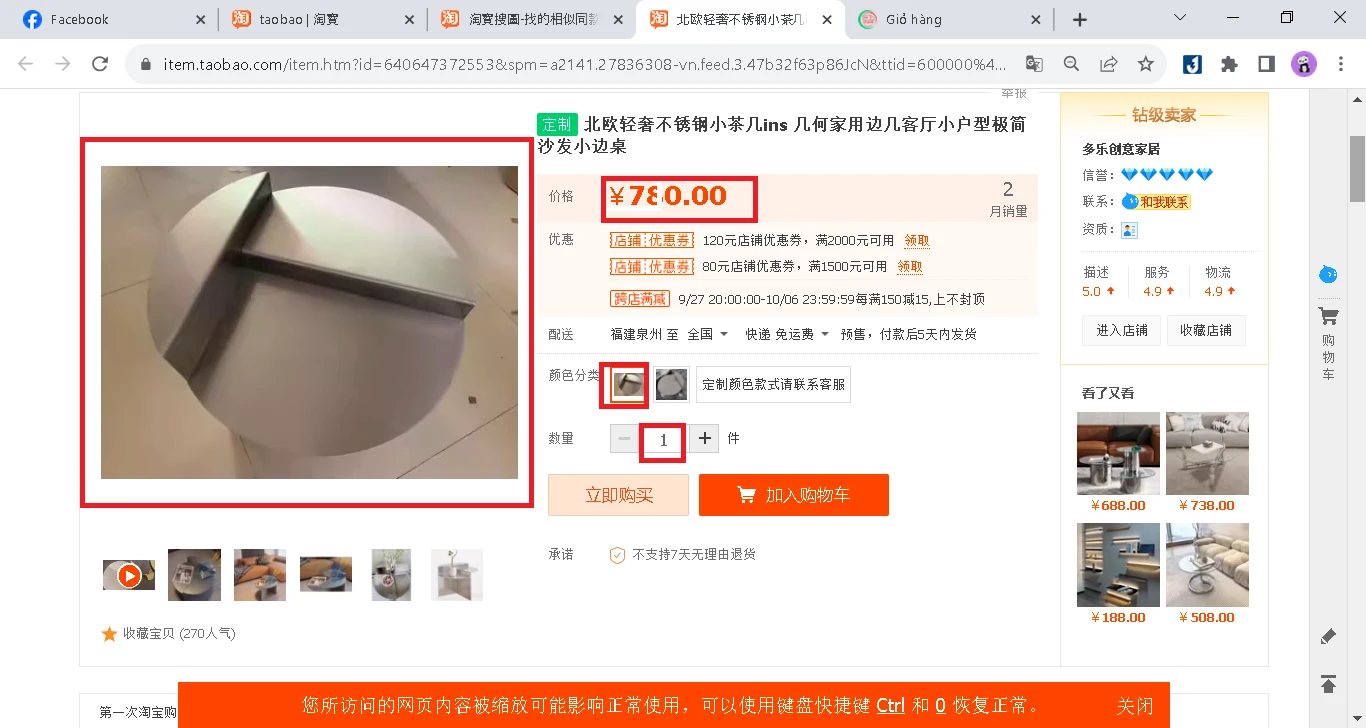 Facebook
taobao | 淘寶
淘寶搜圖-找的相似同款
北欧轻奢不锈钢小茶几i
Giỏ hàng
item.taobao.com/item.htm?id=640647372553&spm=a2141.27836308-vn.feed.3.47b32f63p86JcN&ttid=600000%4...
举报
定制 北欧轻奢不锈钢小茶几ins 几何家用边几客厅小户型极简
沙发小边桌
价格 ¥780.00
2
月销量
优惠 店铺优惠券 120元店铺优惠券，满2000元可用 领取
店铺优惠券 80元店铺优惠券，满1500元可用 领取
跨店满减 9/27 20:00:00-10/06 23:59:59每满150减15,上不封顶
配送 福建泉州 至 全国 快递 免运费 预售，付款后5天内发货
颜色分类 定制颜色款式请联系客服
数量 1 件
立即购买 加入购物车
承诺 不支持7天无理由退货
收藏宝贝 (270人气)
钻级卖家
多乐创意家居
信誉：
联系： 和我联系
资质：
描述 服务 物流
5.0 4.9 4.9
进入店铺 收藏店铺
看了又看
¥688.00 ¥738.00
¥188.00 ¥508.00
购物车
第一次淘宝购
您所访问的网页内容被缩放可能影响正常使用，可以使用键盘快捷键 Ctrl 和 0 恢复正常。 关闭